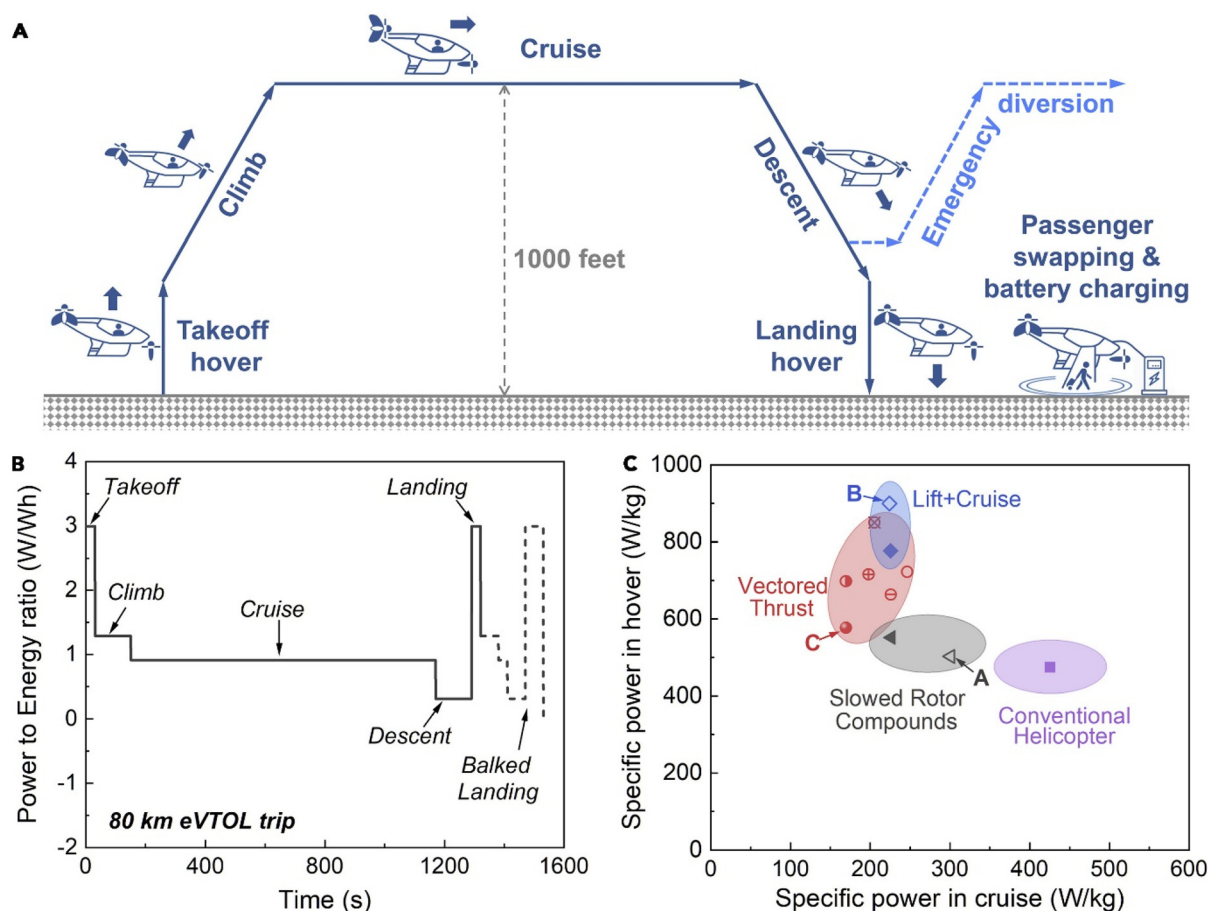 A
Cruise
Climb
1000 feet
Descent
Emergency
diversion
Takeoff
hover
Landing
hover
Passenger
swapping &
battery charging
B
Power to Energy ratio (W/Wh)
4
3
2
1
0
-1
-2
Takeoff
Climb
Cruise
Descent
Landing
Balked
Landing
80 km eVTOL trip
0
400
800
1200
1600
Time (s)
C
Specific power in hover (W/kg)
1000
800
600
400
200
0
B
Lift+Cruise
Vectored
Thrust
C
A
Slowed Rotor
Compounds
Conventional
Helicopter
0
100
200
300
400
500
600
Specific power in cruise (W/kg)